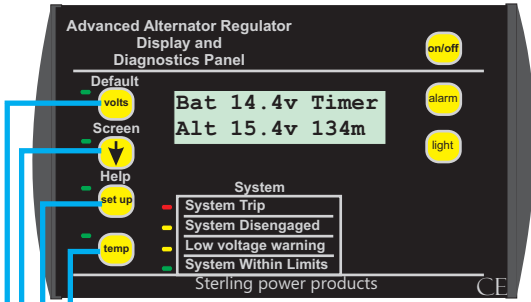 Advanced Alternator Regulator
Display and
Diagnostics Panel
on/off
Default
volts
Bat 14.4v Timer
Alt 15.4v 134m
alarm
Screen
light
Help
set up
System
System Trip
System Disengaged
Low voltage warning
System Within Limits
temp
Sterling power products
CE